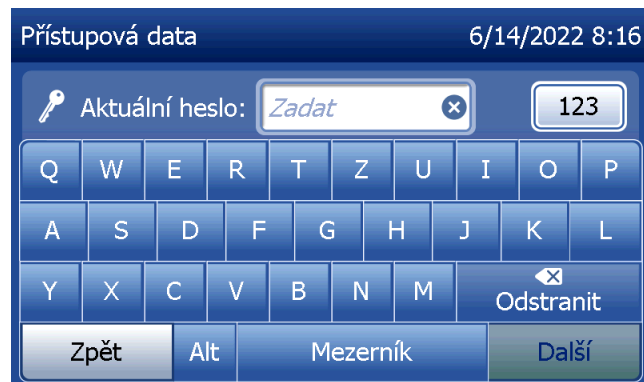 Přístupová data 6/14/2022 8:16
Aktuální heslo: Zadat 123
Q W E R T Z U I O P
A S D F G H J K L
Y X C V B N M Odstranit
Zpět Alt Mezerník Další